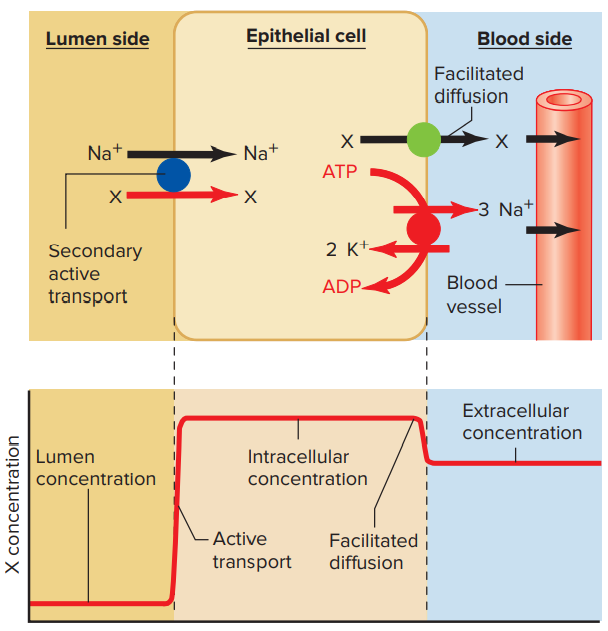 Lumen side
Epithelial cell
Blood side
Facilitated
diffusion
Na⁺
Na⁺
X
X
X
X
ATP
3 Na⁺
2 K⁺
ADP
Secondary
active
transport
Blood
vessel
X concentration
Lumen
concentration
Intracellular
concentration
Extracellular
concentration
Active
transport
Facilitated
diffusion